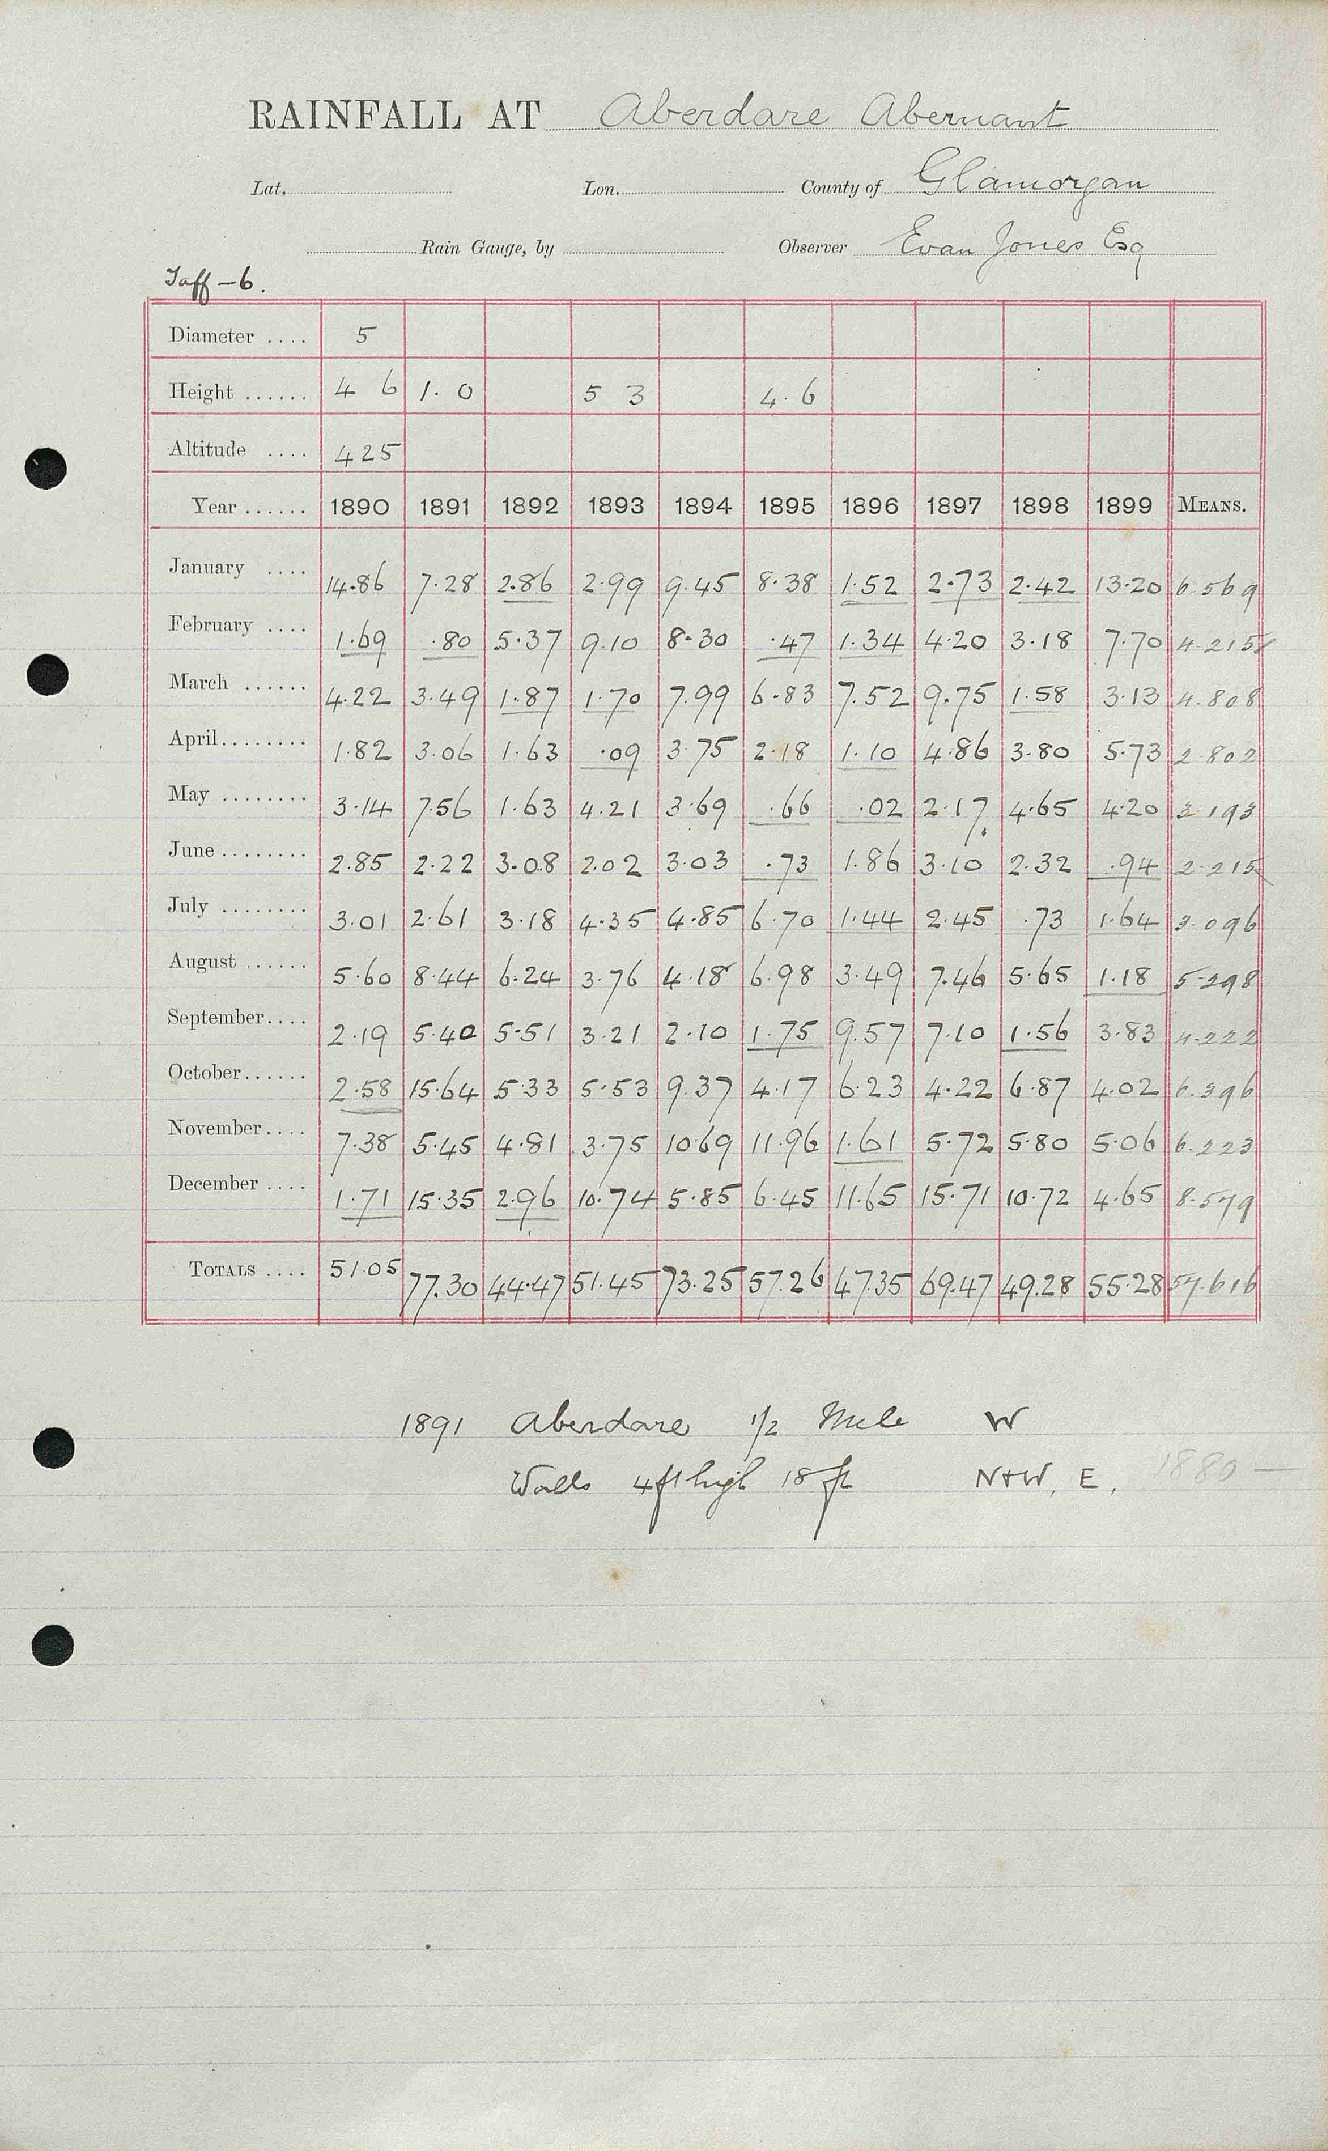 RAINFALL AT Aberdare Abernant
Lat. Lon. County of Glamorgan
Rain Gauge, by Observer Evan Jones Esq
Taff-6.
Diameter .... 5
Height ...... 4 6 1.0 5 3 4.6
Altitude .... 425
Year ...... 1890 1891 1892 1893 1894 1895 1896 1897 1898 1899 MEANS.
January .... 14.86 7.28 2.86 2.99 9.45 8.38 1.52 2.73 2.42 13.20 6.569
February .... 1.69 .80 5.37 9.10 8.30 .47 1.34 4.20 3.18 7.70 4.215
March ...... 4.22 3.49 1.87 1.70 7.99 6.83 7.52 9.75 1.58 3.13 4.808
April ........ 1.82 3.06 1.63 .09 3.75 2.18 1.10 4.86 3.80 5.73 2.802
May ........ 3.14 7.56 1.63 4.21 3.69 .66 .02 2.17 4.65 4.20 3.193
June ........ 2.85 2.22 3.08 2.02 3.03 .73 1.86 3.10 2.32 .94 2.215
July ........ 3.01 2.61 3.18 4.35 4.85 6.70 1.44 2.45 .73 1.64 3.096
August ...... 5.60 8.44 6.24 3.76 4.18 6.98 3.49 7.46 5.65 1.18 5.298
September .... 2.19 5.40 5.51 3.21 2.10 1.75 9.57 7.10 1.56 3.83 4.222
October ...... 2.58 15.64 5.33 5.53 9.37 4.17 6.23 4.22 6.87 4.02 6.396
November .... 7.38 5.45 4.81 3.75 10.69 11.96 1.61 5.72 5.80 5.06 6.223
December .... 1.71 15.35 2.96 10.74 5.85 6.45 11.65 15.71 10.72 4.65 8.579
TOTALS .... 51.05 77.30 44.47 51.45 73.25 57.26 47.35 69.47 49.28 55.28 57.616
1891 Aberdare 1/2 Mile W
Walls 4ft high 18 ft N+W, E, 1880 —